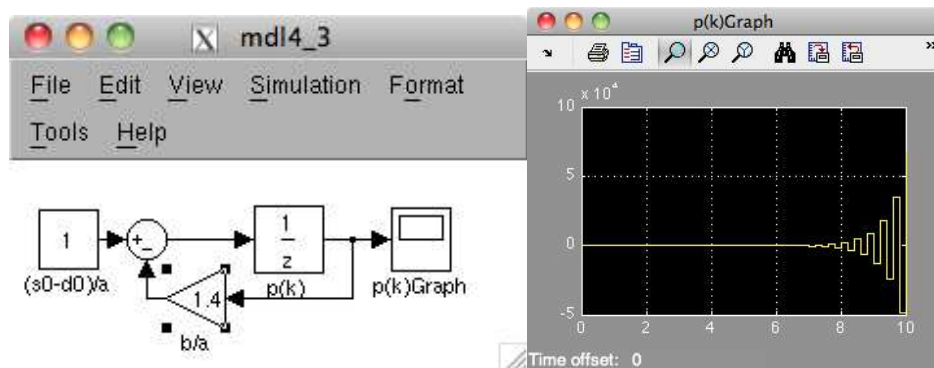 mdl4_3
File Edit View Simulation Format
Tools Help
1
(s0-d0)/a
+
-
1
z
p(k)
p(k)Graph
1.4
b/a
p(k)Graph
»
x 10^4
10
5
0
-5
0 2 4 6 8 10
Time offset: 0